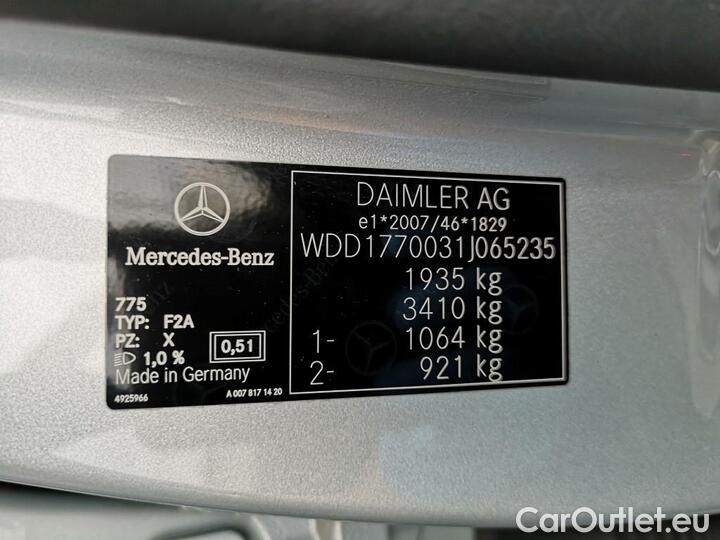 Mercedes-Benz
775
TYP: F2A
PZ: X
1,0 % 0,51
Made in Germany
4925966 A 007 817 14 20
DAIMLER AG
e1*2007/46*1829
WDD1770031J065235
1935 kg
3410 kg
1- 1064 kg
2- 921 kg
CarOutlet.eu